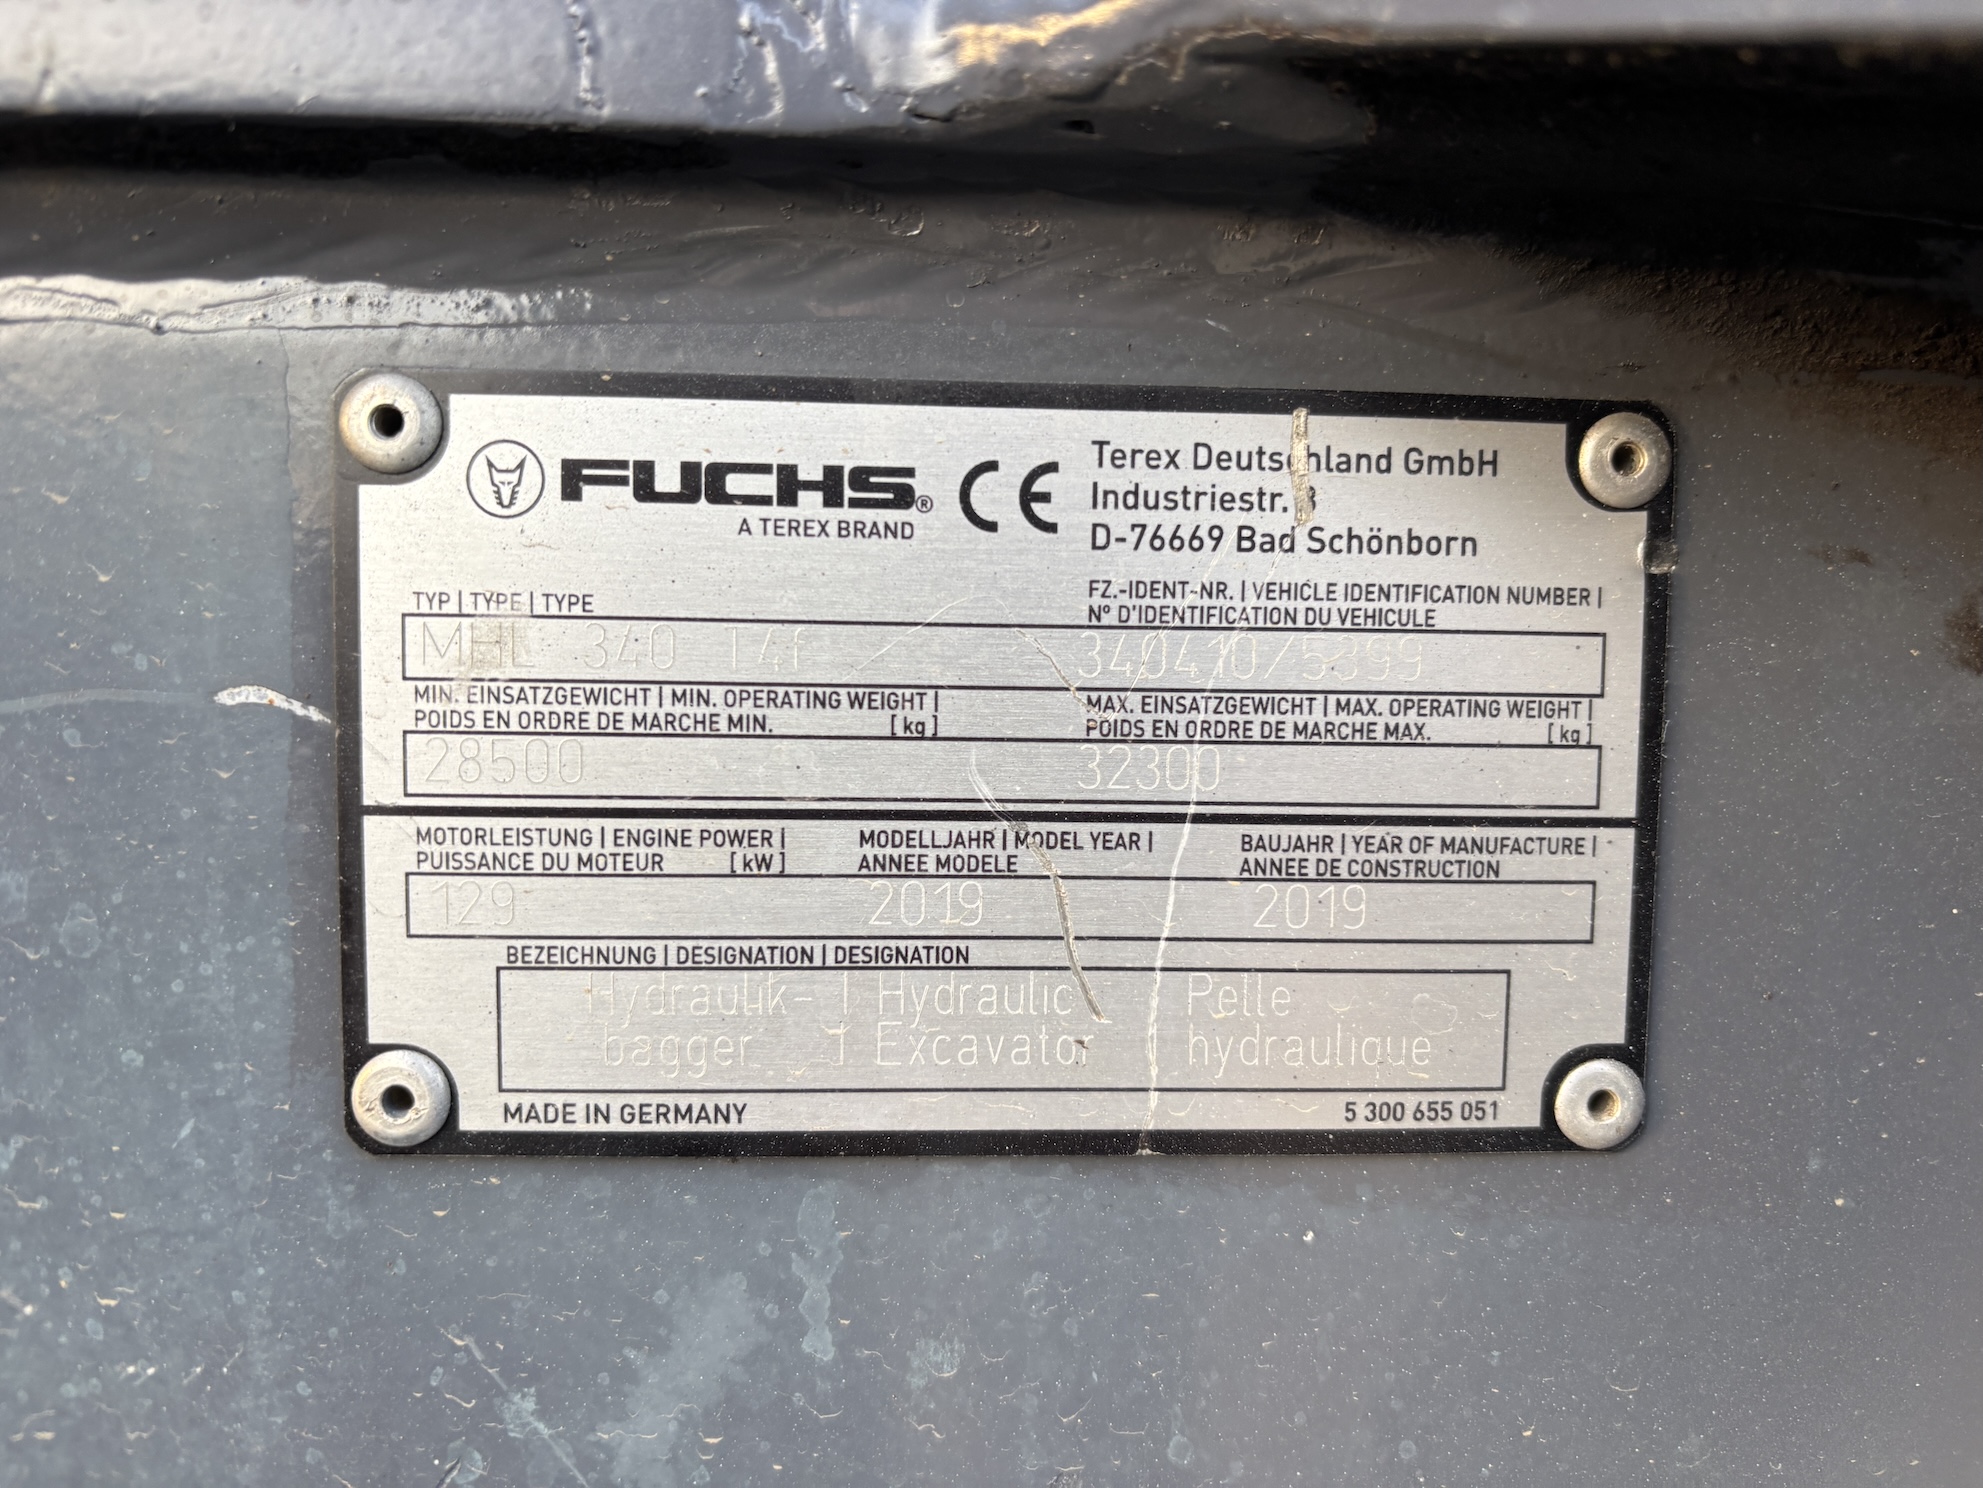 FUCHS®
A TEREX BRAND
CE
Terex Deutschland GmbH
Industriestr. 8
D-76669 Bad Schönborn
TYP | TYPE | TYPE
FZ.-IDENT-NR. | VEHICLE IDENTIFICATION NUMBER |
N° D'IDENTIFICATION DU VEHICULE
MHL 340 T4f
340410/5399
MIN. EINSATZGEWICHT | MIN. OPERATING WEIGHT |
POIDS EN ORDRE DE MARCHE MIN. [kg]
MAX. EINSATZGEWICHT | MAX. OPERATING WEIGHT |
POIDS EN ORDRE DE MARCHE MAX. [kg]
28500
32300
MOTORLEISTUNG | ENGINE POWER |
PUISSANCE DU MOTEUR [kW]
MODELLJAHR | MODEL YEAR |
ANNEE MODELE
BAUJAHR | YEAR OF MANUFACTURE |
ANNEE DE CONSTRUCTION
129
2019
2019
BEZEICHNUNG | DESIGNATION | DESIGNATION
Hydraulik- | Hydraulic Pelle
bagger | Excavator hydraulique
MADE IN GERMANY
5 300 655 051